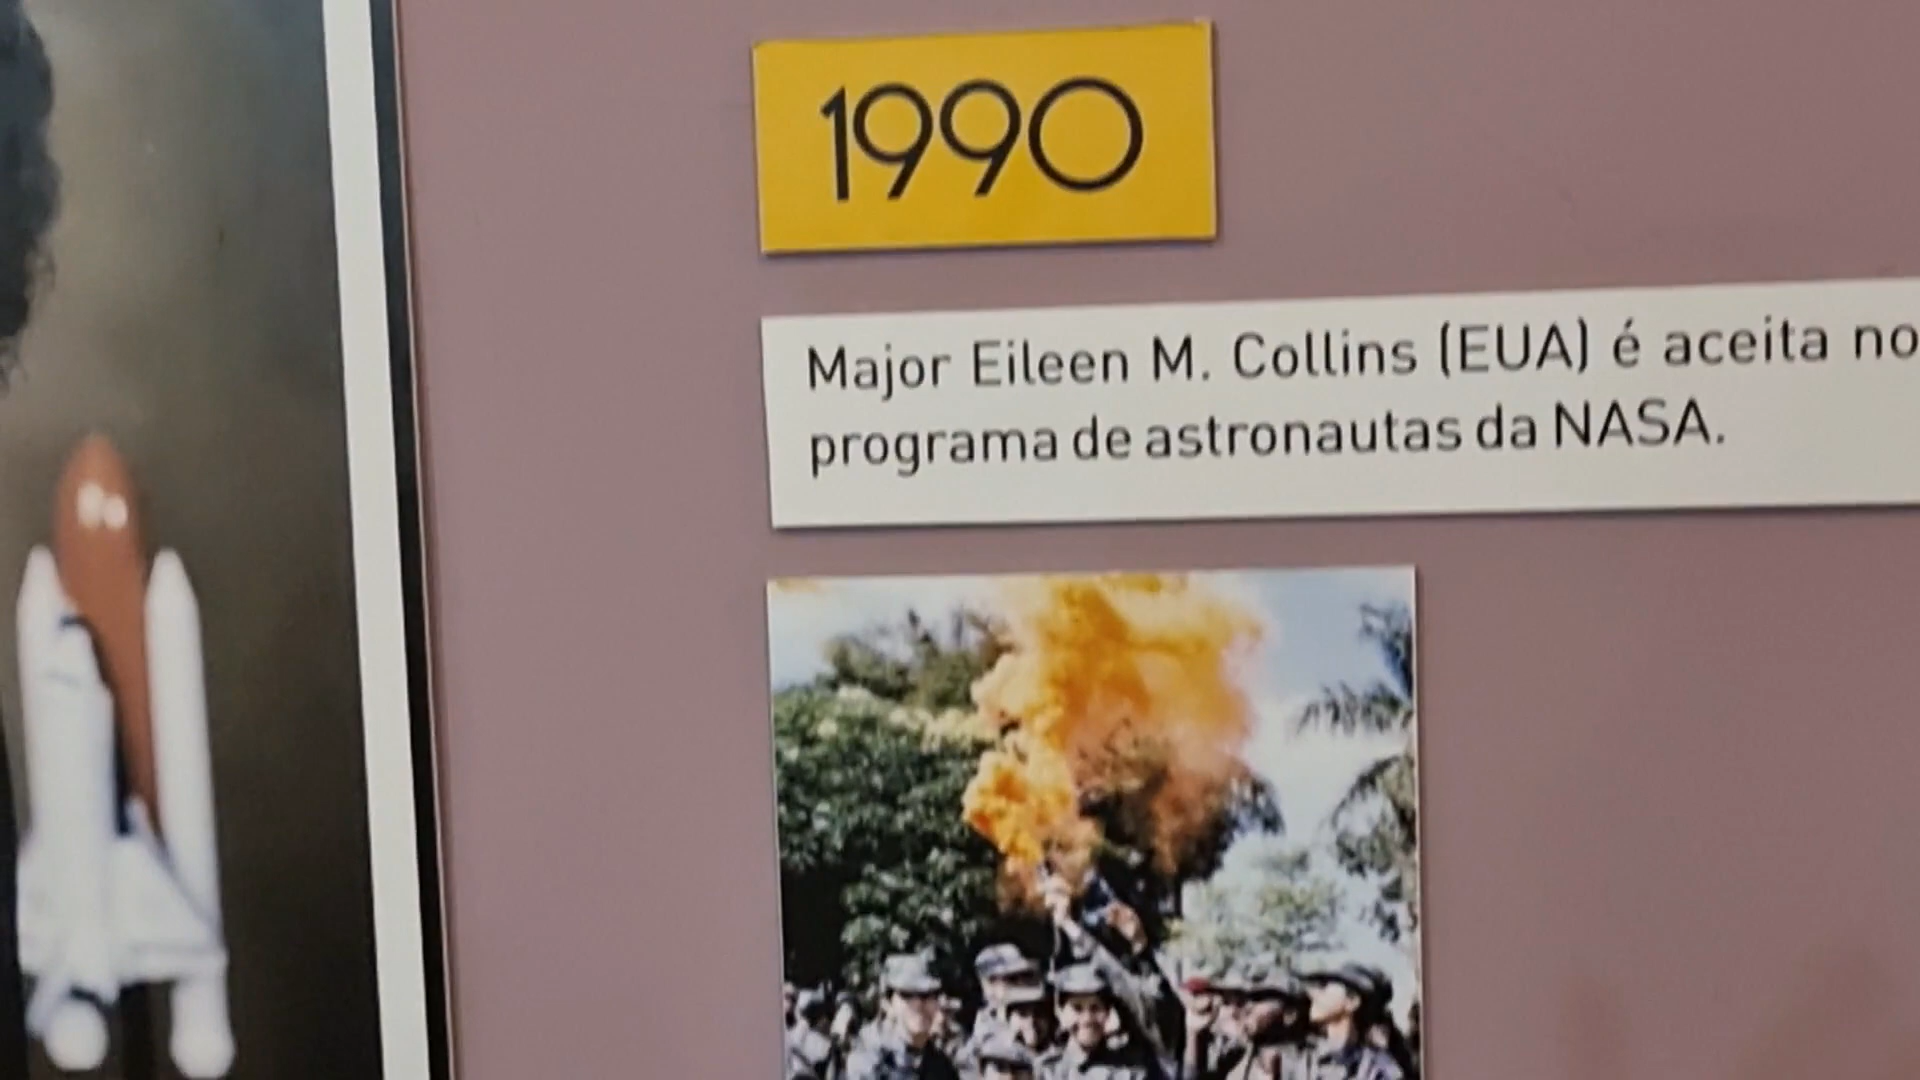 1990
Major Eileen M. Collins (EUA) é aceita no
programa de astronautas da NASA.